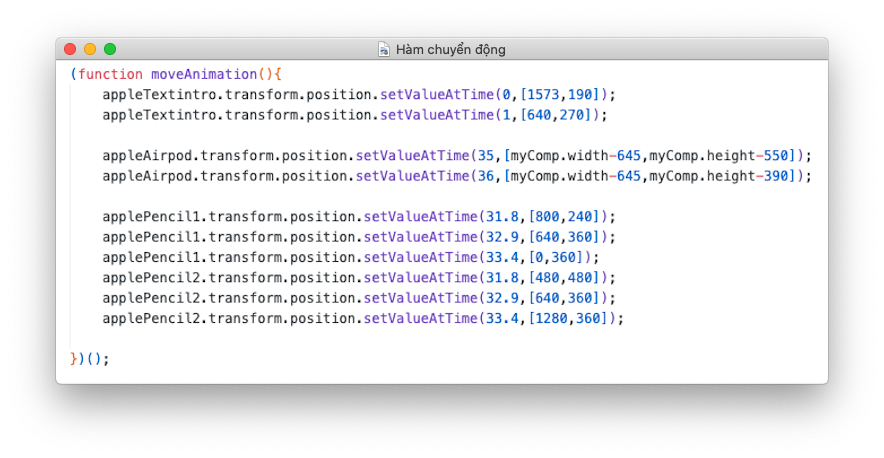 Hàm chuyển động
(function moveAnimation(){
    appleTextintro.transform.position.setValueAtTime(0,[1573,190]);
    appleTextintro.transform.position.setValueAtTime(1,[640,270]);
    appleAirpod.transform.position.setValueAtTime(35,[myComp.width-645,myComp.height-550]);
    appleAirpod.transform.position.setValueAtTime(36,[myComp.width-645,myComp.height-390]);
    applePencil1.transform.position.setValueAtTime(31.8,[800,240]);
    applePencil1.transform.position.setValueAtTime(32.9,[640,360]);
    applePencil1.transform.position.setValueAtTime(33.4,[0,360]);
    applePencil2.transform.position.setValueAtTime(31.8,[480,480]);
    applePencil2.transform.position.setValueAtTime(32.9,[640,360]);
    applePencil2.transform.position.setValueAtTime(33.4,[1280,360]);
})();